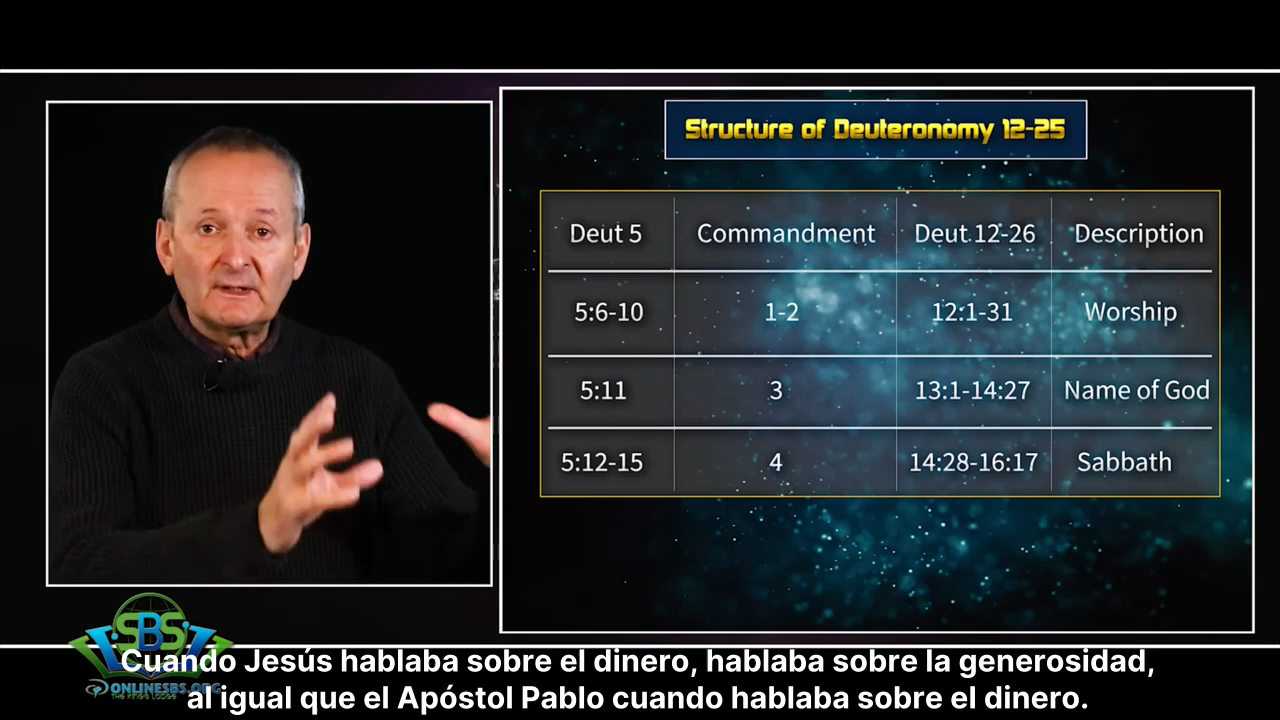 Structure of Deuteronomy 12-25
Deut 5 Commandment Deut.12-26 Description
5:6-10 1-2 12:1-31 Worship
5:11 3 13:1-14:27 Name of God
5:12-15 4 14:28-16:17 Sabbath
SBS
ONLINESBS.ORG
Cuando Jesús hablaba sobre el dinero, hablaba sobre la generosidad,
al igual que el Apóstol Pablo cuando hablaba sobre el dinero.